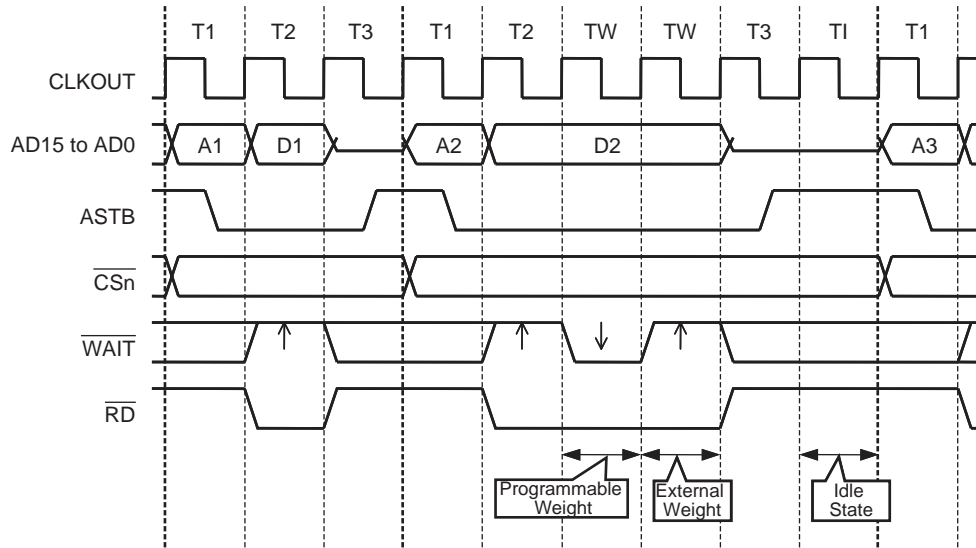 T1 T2 T3 T1 T2 TW TW T3 TI T1
CLKOUT
AD15 to AD0 A1 D1 A2 D2 A3
ASTB
CSn
WAIT
RD
Programmable
Weight
External
Weight
Idle
State